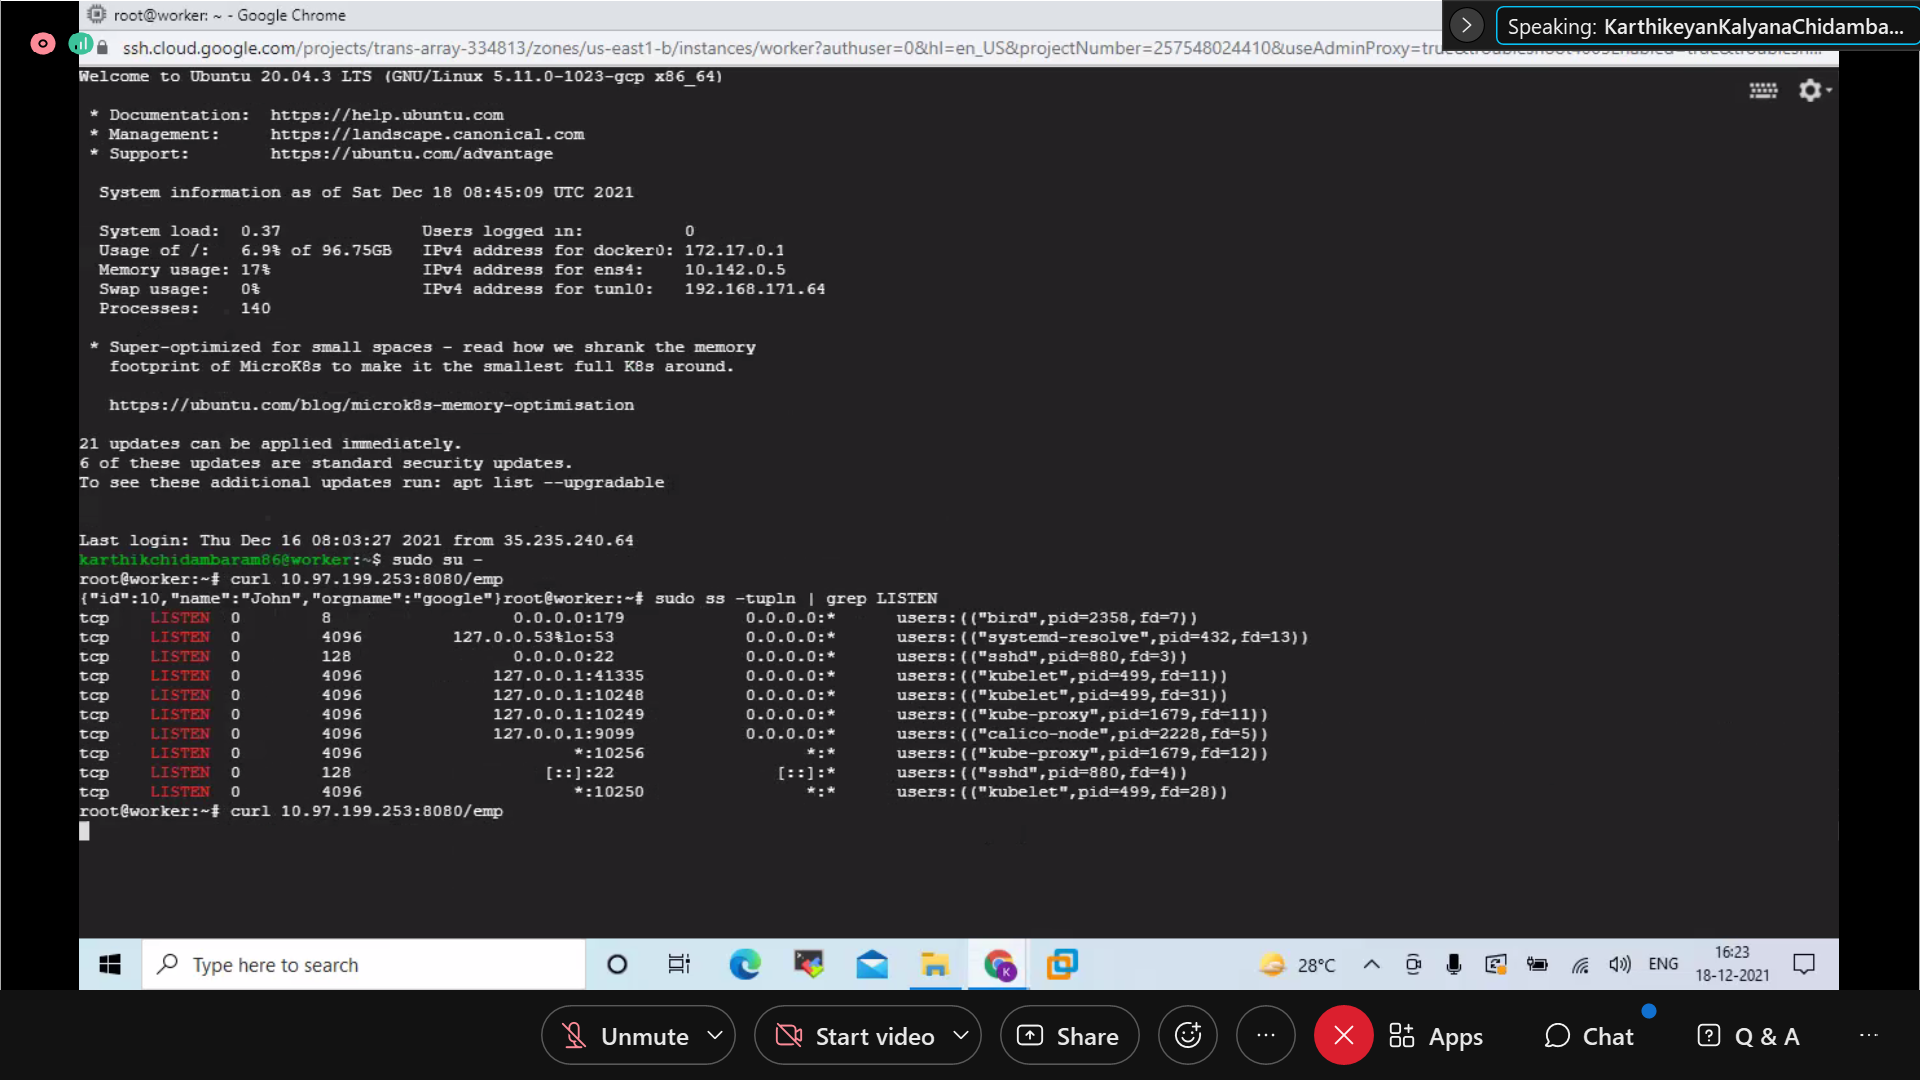 root@worker: ~ - Google Chrome
Speaking: KarthikeyanKalyanaChidamba...
ssh.cloud.google.com/projects/trans-array-334813/zones/us-east1-b/instances/worker?authuser=0&hl=en_US&projectNumber=257548024410&useAdminProxy=true
Welcome to Ubuntu 20.04.3 LTS (GNU/Linux 5.11.0-1023-gcp x86_64)
* Documentation: https://help.ubuntu.com
* Management: https://landscape.canonical.com
* Support: https://ubuntu.com/advantage
System information as of Sat Dec 18 08:45:09 UTC 2021
System load: 0.37 Users logged in: 0
Usage of /: 6.9% of 96.75GB IPv4 address for docker0: 172.17.0.1
Memory usage: 17% IPv4 address for ens4: 10.142.0.5
Swap usage: 0% IPv4 address for tunl0: 192.168.171.64
Processes: 140
* Super-optimized for small spaces - read how we shrank the memory
footprint of MicroK8s to make it the smallest full K8s around.
https://ubuntu.com/blog/microk8s-memory-optimisation
21 updates can be applied immediately.
6 of these updates are standard security updates.
To see these additional updates run: apt list --upgradable
Last login: Thu Dec 16 08:03:27 2021 from 35.235.240.64
karthikchidambaram86@worker:~$ sudo su -
root@worker:~# curl 10.97.199.253:8080/emp
{"id":10,"name":"John","orgname":"google"}root@worker:~# sudo ss -tupln | grep LISTEN
tcp LISTEN 0 8 0.0.0.0:179 0.0.0.0:* users:(("bird",pid=2358,fd=7))
tcp LISTEN 0 4096 127.0.0.53%lo:53 0.0.0.0:* users:(("systemd-resolve",pid=432,fd=13))
tcp LISTEN 0 128 0.0.0.0:22 0.0.0.0:* users:(("sshd",pid=880,fd=3))
tcp LISTEN 0 4096 127.0.0.1:41335 0.0.0.0:* users:(("kubelet",pid=499,fd=11))
tcp LISTEN 0 4096 127.0.0.1:10248 0.0.0.0:* users:(("kubelet",pid=499,fd=31))
tcp LISTEN 0 4096 127.0.0.1:10249 0.0.0.0:* users:(("kube-proxy",pid=1679,fd=11))
tcp LISTEN 0 4096 127.0.0.1:9099 0.0.0.0:* users:(("calico-node",pid=2228,fd=5))
tcp LISTEN 0 4096 *:10256 *:* users:(("kube-proxy",pid=1679,fd=12))
tcp LISTEN 0 128 [::]:22 [::]:* users:(("sshd",pid=880,fd=4))
tcp LISTEN 0 4096 *:10250 *:* users:(("kubelet",pid=499,fd=28))
root@worker:~# curl 10.97.199.253:8080/emp
Type here to search
K
28°C
ENG
16:23
18-12-2021
Unmute
Start video
Share
Apps
Chat
Q & A